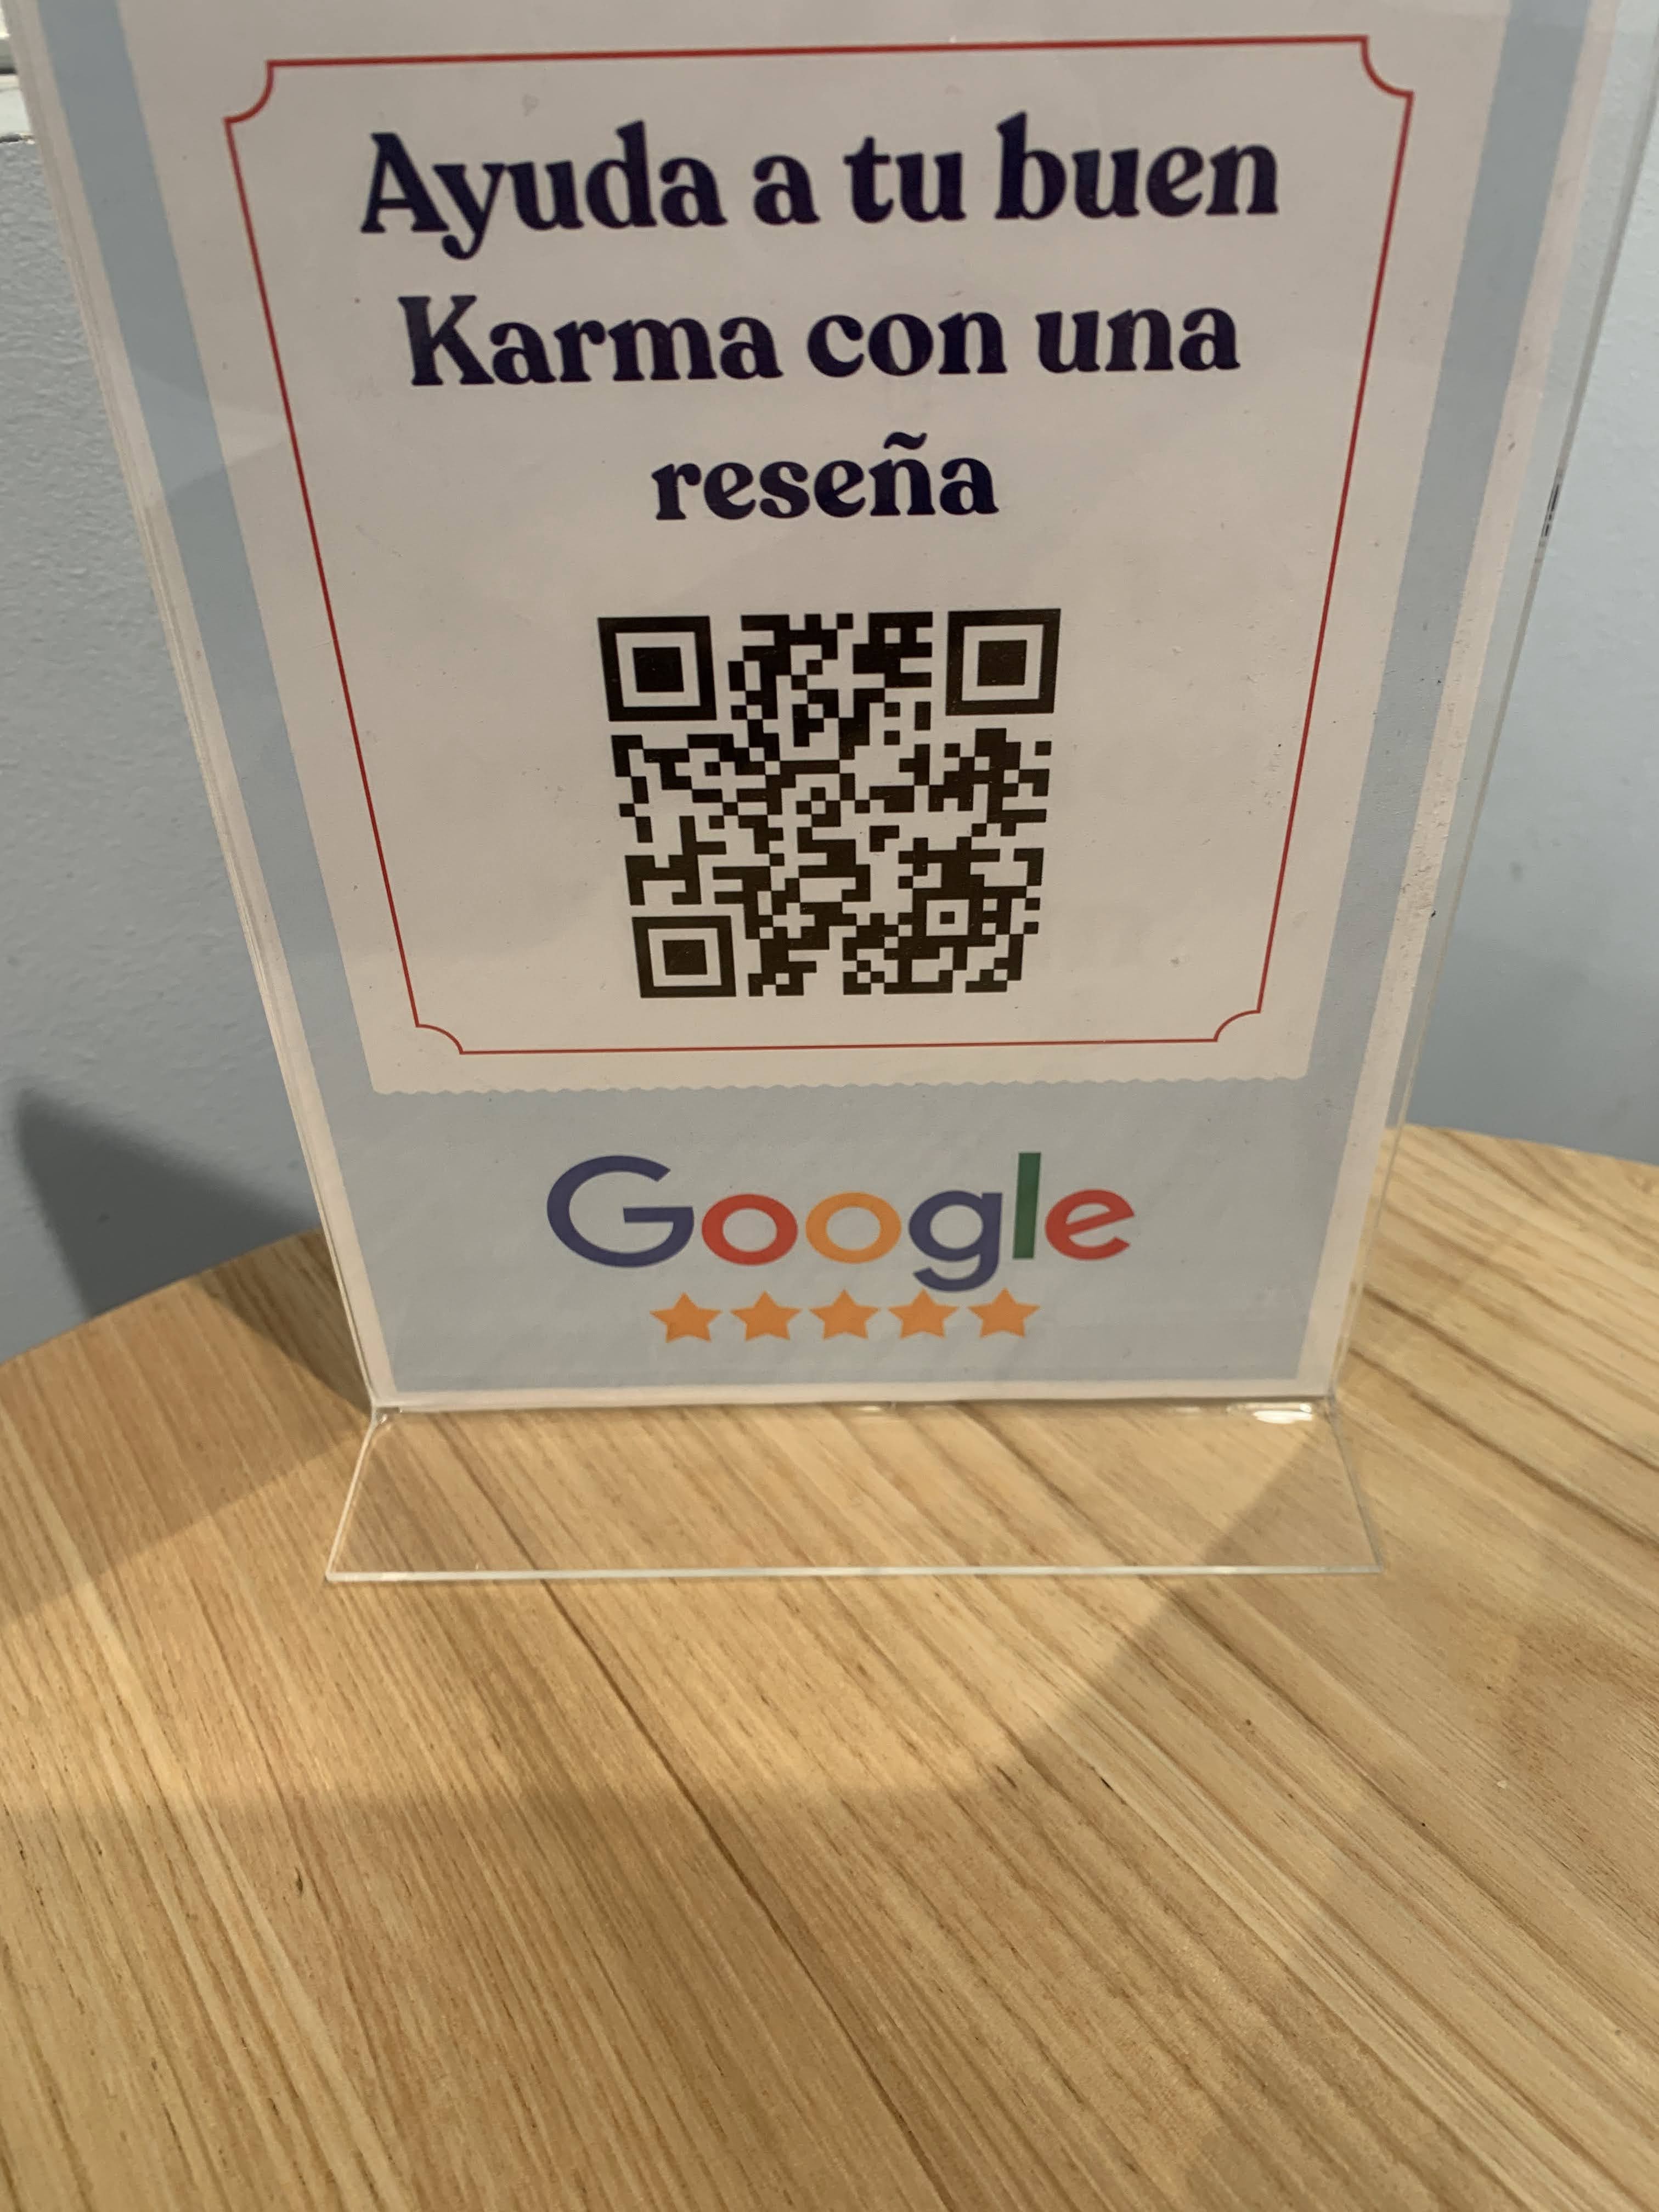 Ayuda a tu buen
Karma con una
reseña
Google